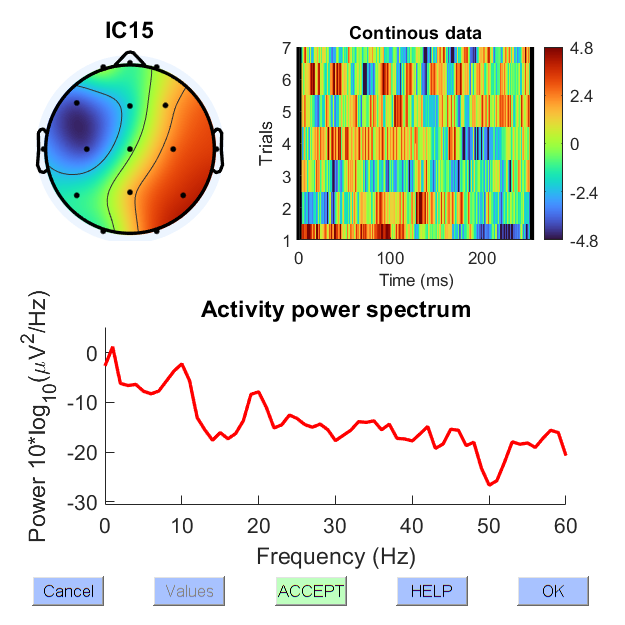 IC15
Continous data
Trials
7
6
5
4
3
2
1
0
100
200
Time (ms)
4.8
2.4
0
-2.4
-4.8
Activity power spectrum
Power 10*log10(μV2/Hz)
0
-10
-20
-30
0
10
20
30
40
50
60
Frequency (Hz)
Cancel
Values
ACCEPT
HELP
OK